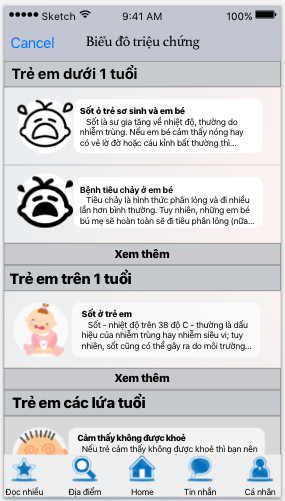 Sketch 9:41 AM 100%
Cancel Biểu đồ triệu chứng
Trẻ em dưới 1 tuổi
Sốt ỏ trẻ sơ sinh và em bé
Sốt là sư gia tăng về nhiệt độ, thường do
nhiễm trùng. Nếu em bé cảm thấy nóng hay
có vẻ lờ đờ hoặc cáu kỉnh bất thường thì...
Bệnh tiêu chảy ở em bé
Tiêu chảy là hình thức phân lỏng và đi nhiều
lần hơn bình thường. Tuy nhiên, những em bé
bú mẹ sẽ hoàn toàn sẽ đi tiêu phân lỏng (nữa...
Xem thêm
Trẻ em trên 1 tuổi
Sốt ở trẻ em
Sốt - nhiệt độ trên 38 độ C - thường là dấu
hiệu của nhiễm trùng hay nhiễm siêu vi; tuy
nhiên, sốt cũng có thể gây ra do môi trường...
Xem thêm
Trẻ em các lứa tuổi
Cảm thấy không được khoẻ
Nếu trẻ cảm thấy không được khoẻ thì bạn nên
Đọc nhiều Địa điểm Home Tin nhắn Cá nhân